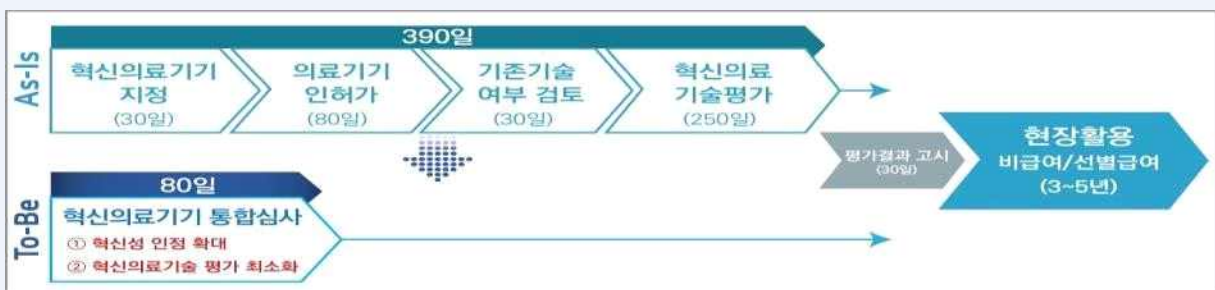 As-Is
390일
혁신의료기기
지정
(30일)
의료기기
인허가
(80일)
기존기술
여부 검토
(30일)
혁신의료
기술평가
(250일)
평가결과 고시
(30일)
현장활용
비급여/선별급여
(3~5년)
To-Be
80일
혁신의료기기 통합심사
① 혁신성 인정 확대
② 혁신의료기술 평가 최소화